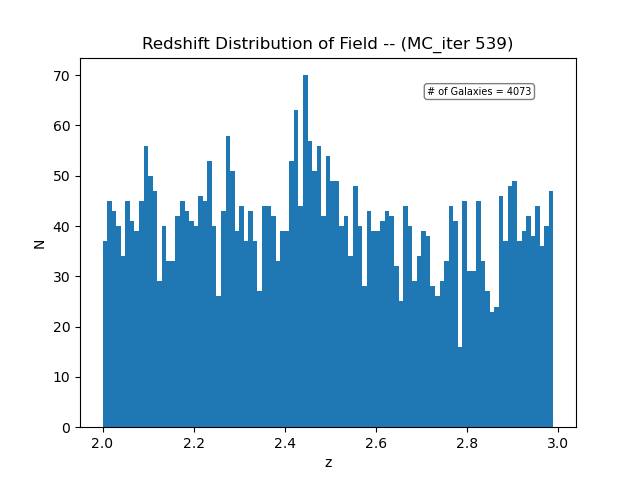 Redshift Distribution of Field -- (MC_iter 539)
# of Galaxies = 4073
N
70
60
50
40
30
20
10
0
2.0 2.2 2.4 2.6 2.8 3.0
z